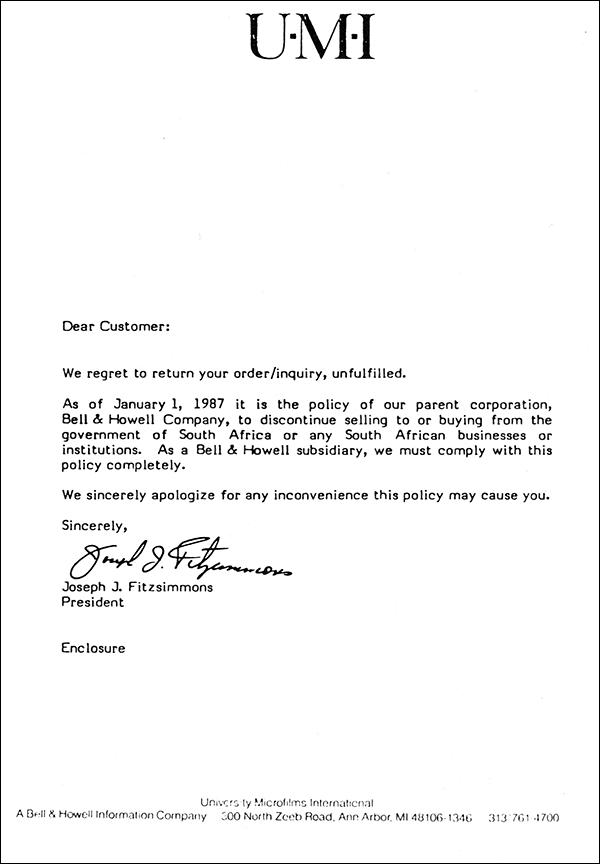 U·M·I
Dear Customer:
We regret to return your order/inquiry, unfulfilled.
As of January 1, 1987 it is the policy of our parent corporation,
Bell & Howell Company, to discontinue selling to or buying from the
government of South Africa or any South African businesses or
institutions. As a Bell & Howell subsidiary, we must comply with this
policy completely.
We sincerely apologize for any inconvenience this policy may cause you.
Sincerely,
Joseph J. Fitzsimmons
Joseph J. Fitzsimmons
President
Enclosure
University Microfilms International
A Bell & Howell Information Company 300 North Zeeb Road, Ann Arbor, MI 48106-1346 313 761-4700